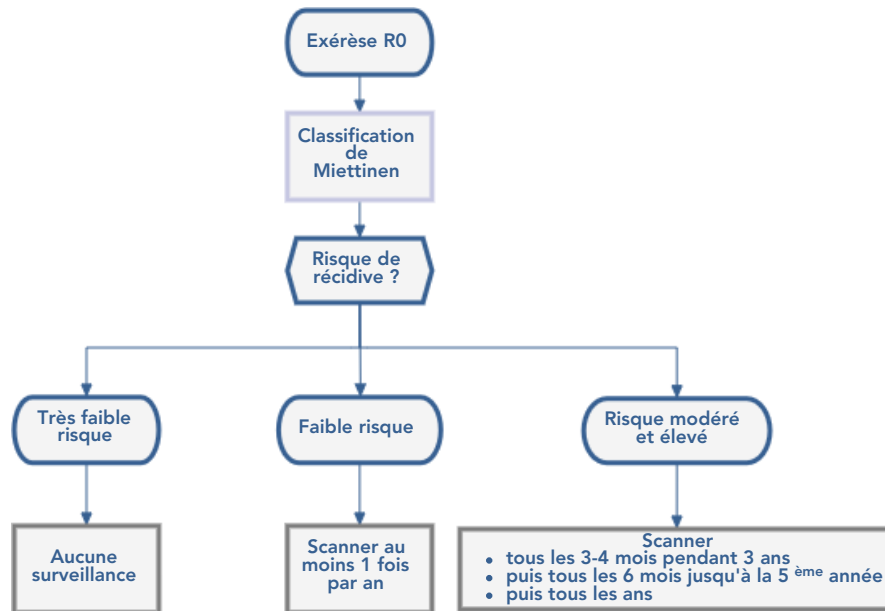 Exérèse R0
Classification
de
Miettinen
Risque de
récidive ?
Très faible
risque
Faible risque
Risque modéré
et élevé
Aucune
surveillance
Scanner au
moins 1 fois
par an
Scanner
• tous les 3-4 mois pendant 3 ans
• puis tous les 6 mois jusqu'à la 5 ème année
• puis tous les ans